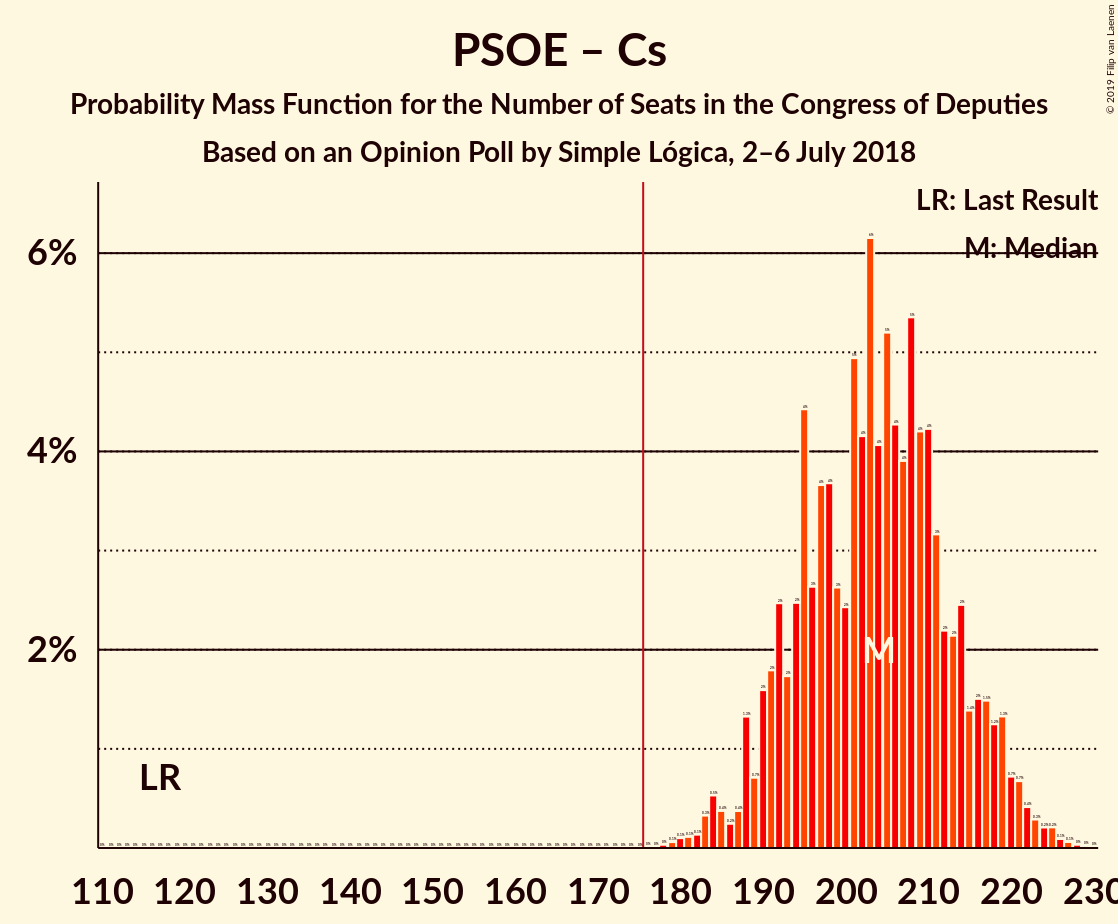 PSOE – Cs
Probability Mass Function for the Number of Seats in the Congress of Deputies
Based on an Opinion Poll by Simple Lógica, 2–6 July 2018
© 2019 Filip van Laenen
LR: Last Result
M: Median
6%
4%
2%
LR
M
110 120 130 140 150 160 170 180 190 200 210 220 230